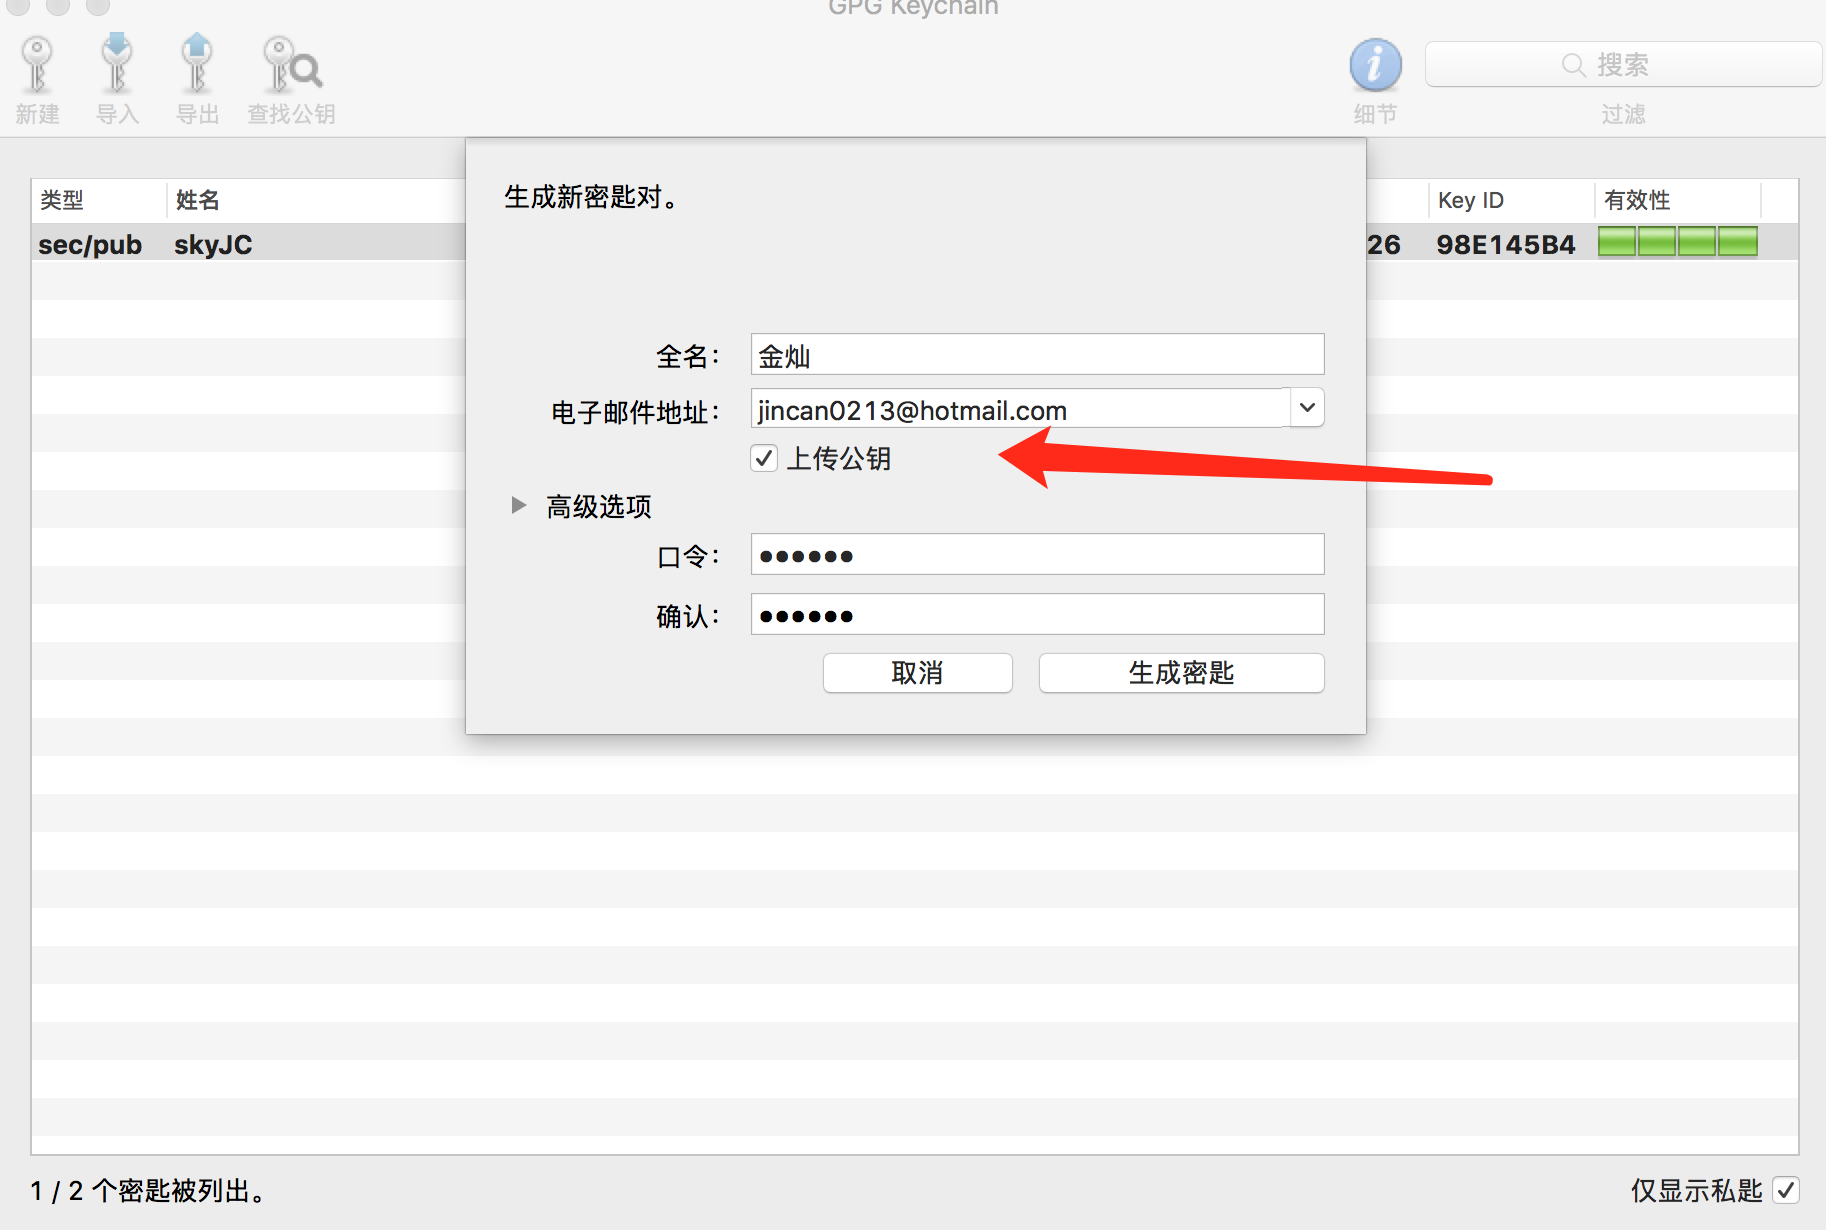 GPG Keychain
新建 导入 导出 查找公钥 细节 搜索
过滤
类型 姓名 Key ID 有效性
sec/pub skyJC 26 98E145B4
生成新密匙对。
全名： 金灿
电子邮件地址： jincan0213@hotmail.com
上传公钥
高级选项
口令： ●●●●●●
确认： ●●●●●●
取消 生成密匙
1 / 2 个密匙被列出。 仅显示私匙